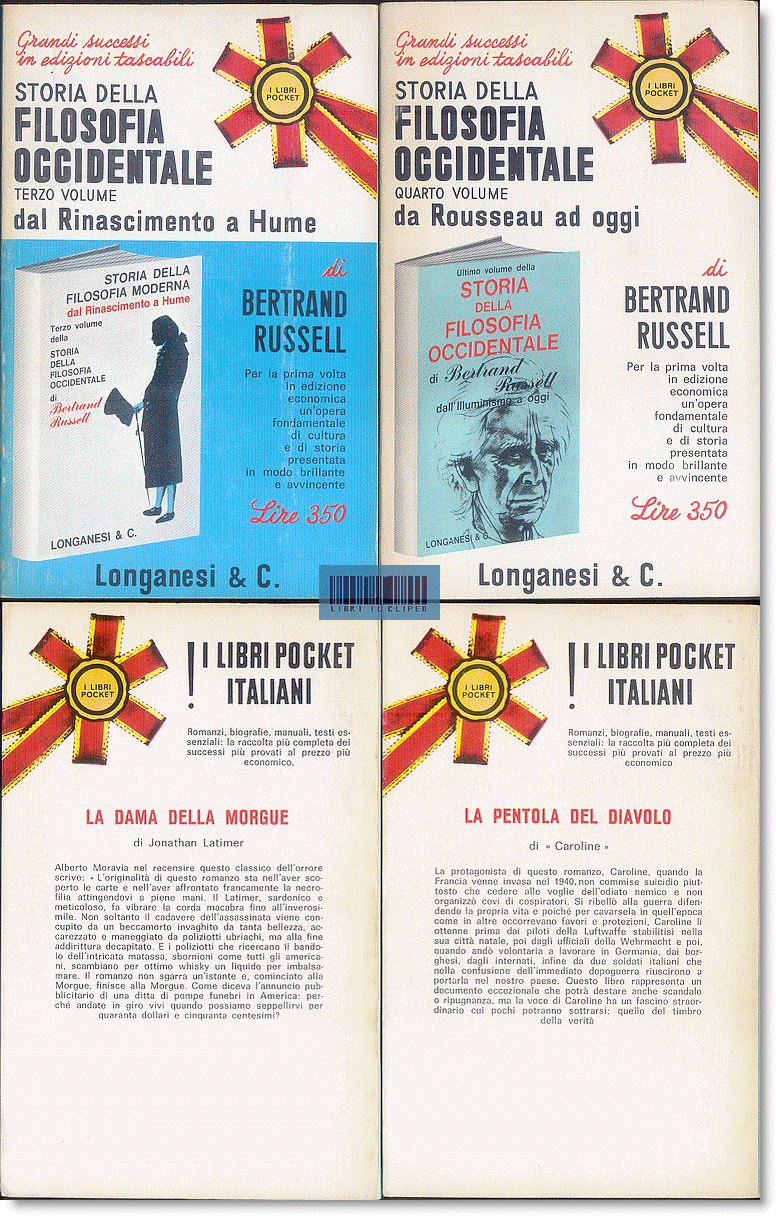 Grandi successi
in edizioni tascabili
I LIBRI
POCKET
STORIA DELLA
FILOSOFIA
OCCIDENTALE
TERZO VOLUME
dal Rinascimento a Hume
STORIA DELLA
FILOSOFIA MODERNA
dal Rinascimento a Hume
Terzo volume
della
STORIA
DELLA
FILOSOFIA
OCCIDENTALE
di
Bertrand
Russell
LONGANESI & C.
di
BERTRAND
RUSSELL
Per la prima volta
in edizione
economica
un'opera
fondamentale
di cultura
e di storia
presentata
in modo brillante
e avvincente
Lire 350
Longanesi & C.
Grandi successi
in edizioni tascabili
I LIBRI
POCKET
STORIA DELLA
FILOSOFIA
OCCIDENTALE
QUARTO VOLUME
da Rousseau ad oggi
Ultimo volume della
STORIA
DELLA
FILOSOFIA
OCCIDENTALE
di Bertrand
Russell
dall'Illuminismo a oggi
LONGANESI & C.
di
BERTRAND
RUSSELL
Per la prima volta
in edizione
economica
un'opera
fondamentale
di cultura
e di storia
presentata
in modo brillante
e avvincente
Lire 350
Longanesi & C.
LIBRI ILCLIPEO
I LIBRI
POCKET
! I LIBRI POCKET
ITALIANI
Romanzi, biografie, manuali, testi es-
senziali: la raccolta più completa dei
successi più provati al prezzo più
economico.
LA DAMA DELLA MORGUE
di Jonathan Latimer
Alberto Moravia nel recensire questo classico dell'orrore
scrive: « L'originalità di questo romanzo sta nell'aver sco-
perto le carte e nell'aver affrontato francamente la necro-
filia attingendovi a piene mani. Il Latimer, sardonico e
meticoloso, fa vibrare la corda macabra fino all'inverosi-
mile. Non soltanto il cadavere dell'assassinata viene con-
cupito da un beccamorto invaghito da tanta bellezza, ac-
carezzato e maneggiato da poliziotti ubriachi, ma alla fine
addirittura decapitato. E i poliziotti che ricercano il bando-
lo dell'intricata matassa, sbornioni come tutti gli america-
ni, scambiano per ottimo whisky un liquido per imbalsa-
mare. Il romanzo non sgarra un'istante e, cominciato alla
Morgue, finisce alla Morgue. Come diceva l'annuncio pub-
blicitario di una ditta di pompe funebri in America: per-
ché andate in giro vivi quando possiamo seppellirvi per
quaranta dollari e cinquanta centesimi?
I LIBRI
POCKET
! I LIBRI POCKET
ITALIANI
Romanzi, biografie, manuali, testi es-
senziali: la raccolta più completa dei
successi più provati al prezzo più
economico
LA PENTOLA DEL DIAVOLO
di « Caroline »
La protagonista di questo romanzo, Caroline, quando la
Francia venne invasa nel 1940, non commise suicidio piut-
tosto che cedere alle voglie dell'odiato nemico e non
organizzò covi di cospiratori. Si ribellò alla guerra difen-
dendo la propria vita e poiché per cavarsela in quell'epoca
come in altre occorrevano favori e protezioni, Caroline li
ottenne prima dai piloti della Luftwaffe stabilitisi nella
sua città natale, poi dagli ufficiali della Wehrmacht e poi,
quando andò volontaria a lavorare in Germania, dai bor-
ghesi, dagli internati, infine da due soldati italiani che
nella confusione dell'immediato dopoguerra riuscirono a
portarla nel nostro paese. Questo libro rappresenta un
documento eccezionale che potrà destare anche scandalo
o ripugnanza, ma la voce di Caroline ha un fascino straor-
dinario cui pochi potranno sottrarsi: quello del timbro
della verità